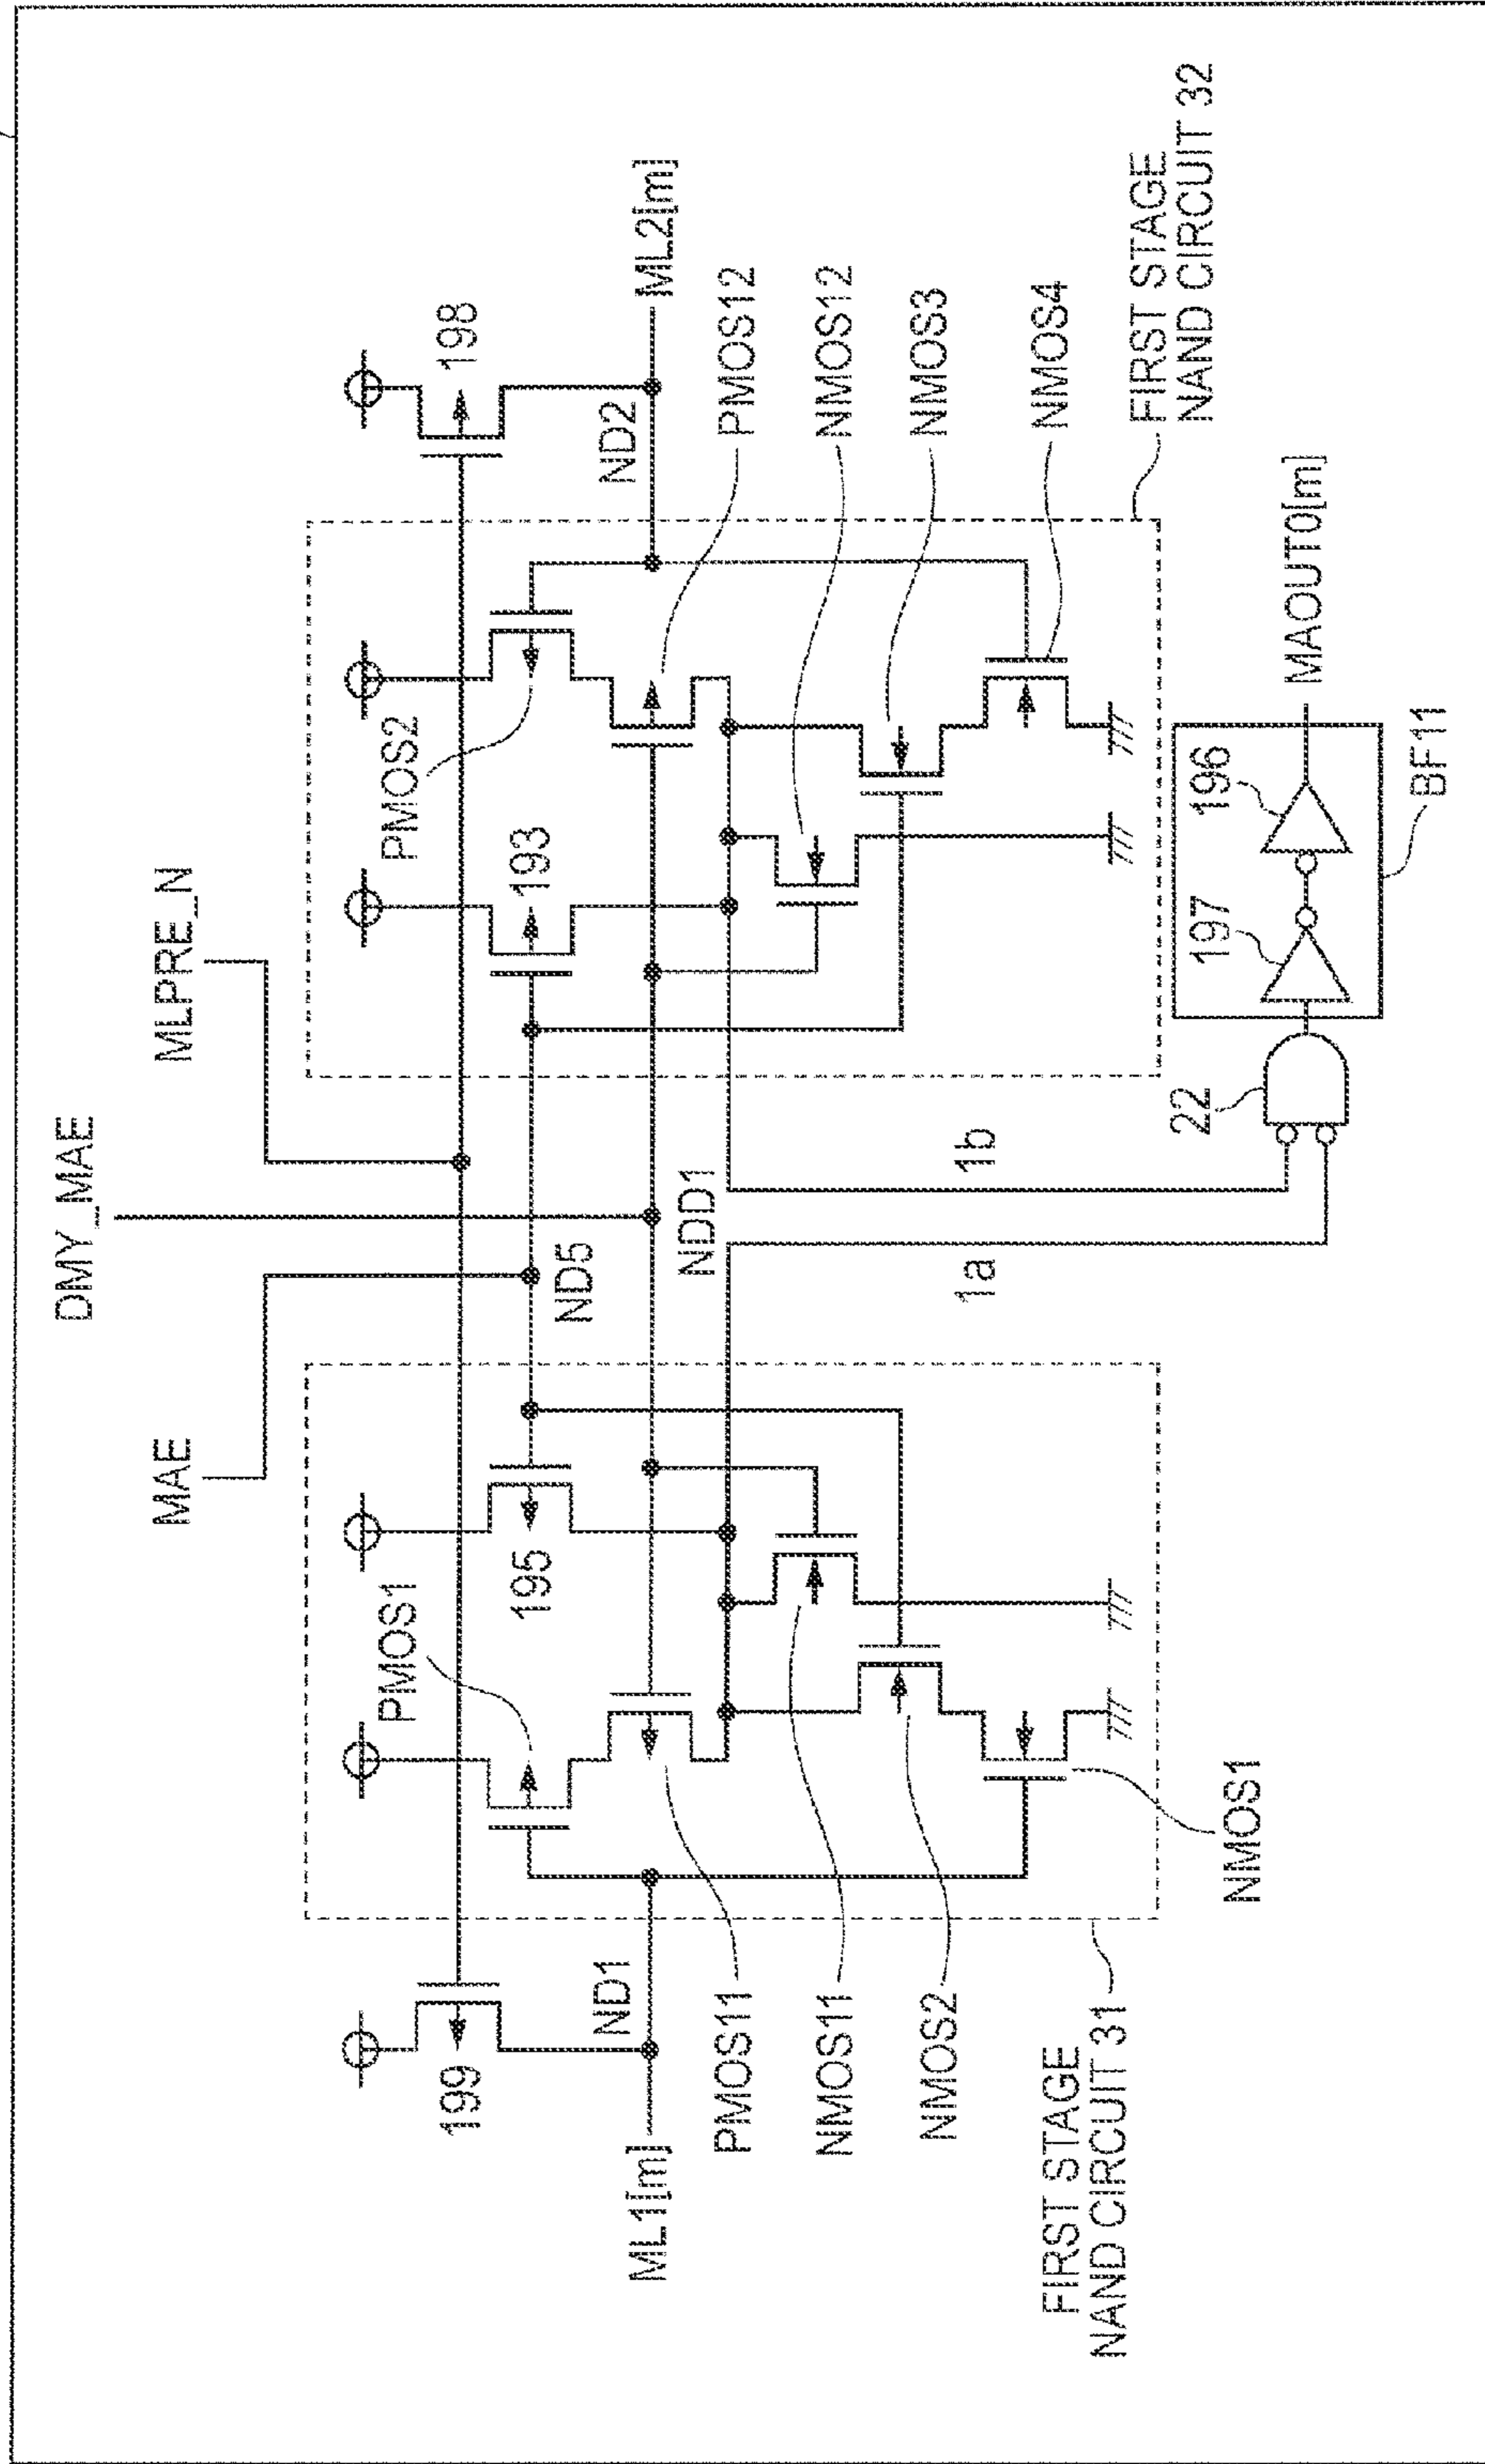 DMY_MAE
MAE
MLPRE_N
199
ND1
ML1[m]
PMOS1
195
ND5
NDD1
193
PMOS2
198
ND2
ML2[m]
PMOS11
NMOS11
NMOS2
NMOS1
PMOS12
NMOS12
NMOS3
NMOS4
1a
1b
22
197
196
MAOUT0[m]
BF11
FIRST STAGE
NAND CIRCUIT 31
FIRST STAGE
NAND CIRCUIT 32